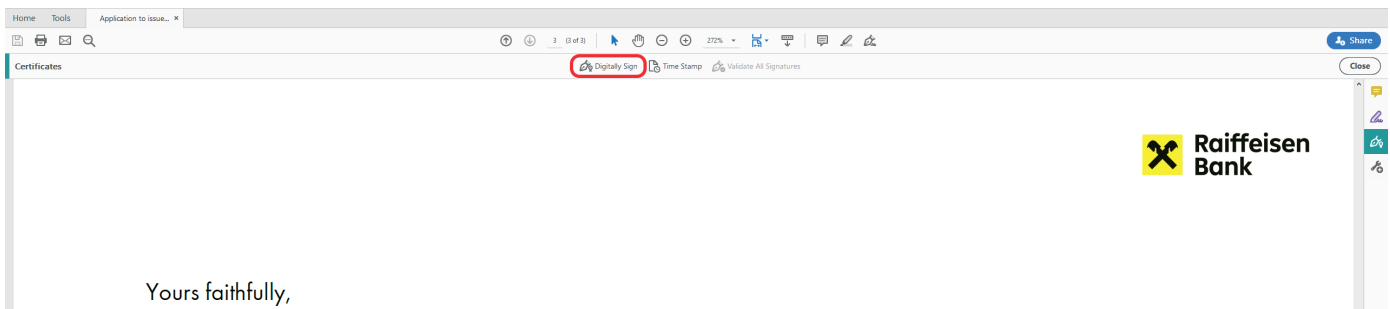 Home Tools Application to issue... ×
3 (3 of 3) 272% Share
Certificates Digitally Sign Time Stamp Validate All Signatures Close
Raiffeisen
Bank
Yours faithfully,